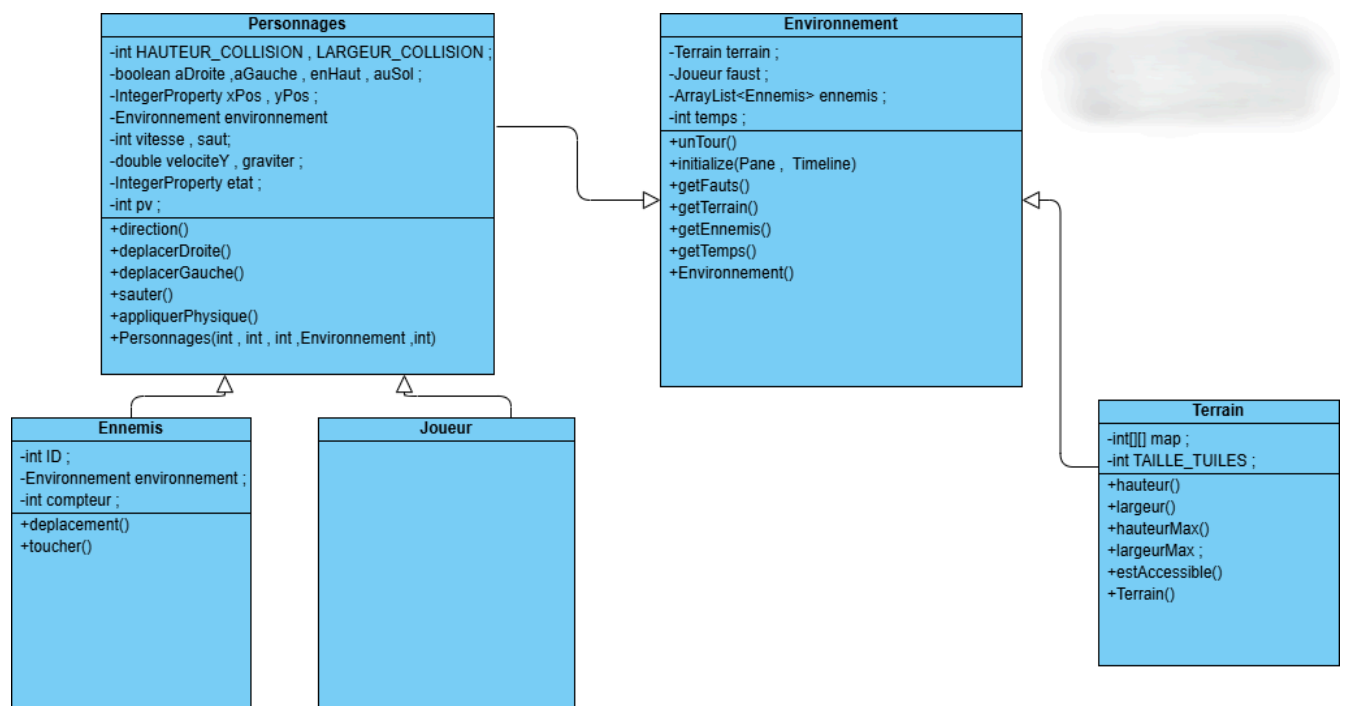 Personnages
-int HAUTEUR_COLLISION , LARGEUR_COLLISION ;
-boolean aDroite ,aGauche , enHaut , auSol ;
-IntegerProperty xPos , yPos ;
-Environnement environnement
-int vitesse , saut;
-double velociteY , graviter ;
-IntegerProperty etat ;
-int pv ;
+direction()
+deplacerDroite()
+deplacerGauche()
+sauter()
+appliquerPhysique()
+Personnages(int , int , int ,Environnement ,int)
Environnement
-Terrain terrain ;
-Joueur faust ;
-ArrayList<Ennemis> ennemis ;
-int temps ;
+unTour()
+initialize(Pane , Timeline)
+getFauts()
+getTerrain()
+getEnnemis()
+getTemps()
+Environnement()
Ennemis
-int ID ;
-Environnement environnement ;
-int compteur ;
+deplacement()
+toucher()
Joueur
Terrain
-int[][] map ;
-int TAILLE_TUILES ;
+hauteur()
+largeur()
+hauteurMax()
+largeurMax ;
+estAccessible()
+Terrain()